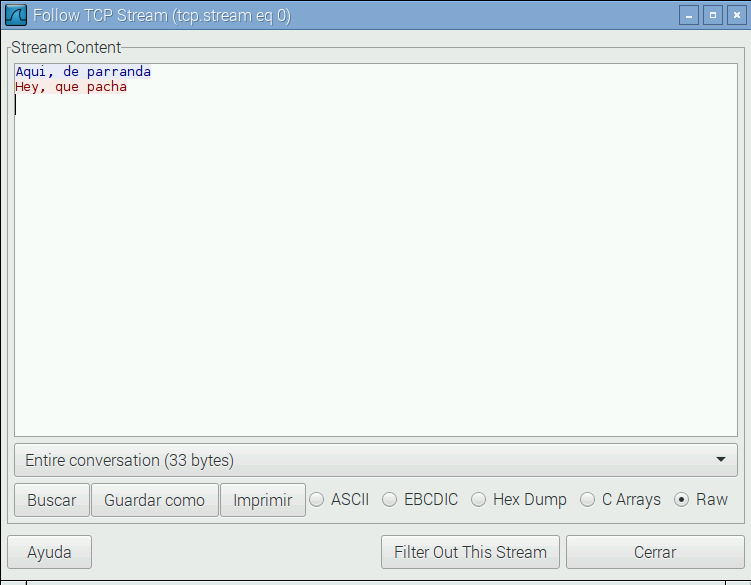 Follow TCP Stream (tcp.stream eq 0)
Stream Content
Aqui, de parranda
Hey, que pacha
Entire conversation (33 bytes)
Buscar Guardar como Imprimir ASCII EBCDIC Hex Dump C Arrays Raw
Ayuda Filter Out This Stream Cerrar